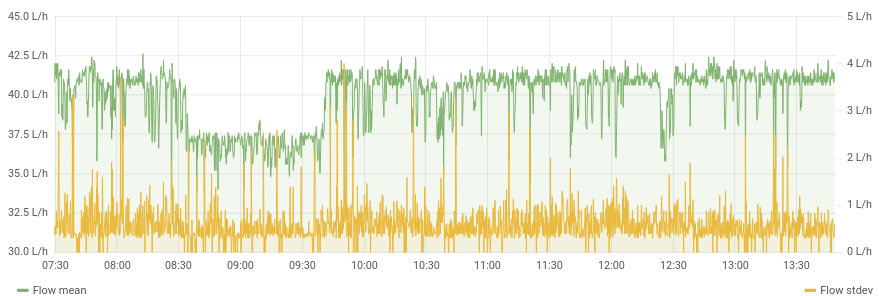 45.0 L/h
5 L/h
42.5 L/h
4 L/h
40.0 L/h
3 L/h
37.5 L/h
2 L/h
35.0 L/h
1 L/h
32.5 L/h
30.0 L/h
0 L/h
07:30 08:00 08:30 09:00 09:30 10:00 10:30 11:00 11:30 12:00 12:30 13:00 13:30
Flow mean
Flow stdev